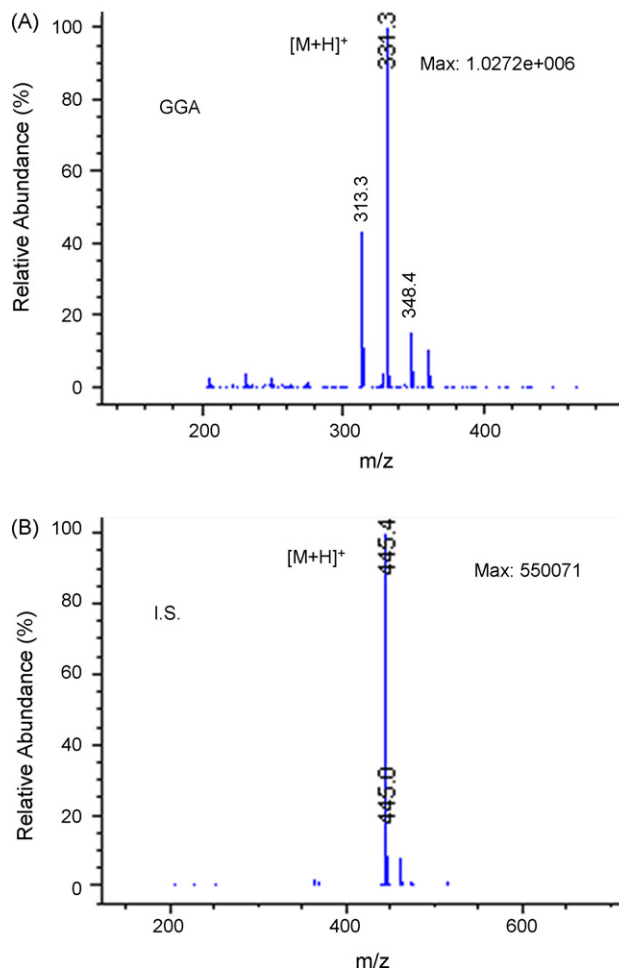 (A)
[M+H]+
331.3
Max: 1.0272e+006
GGA
313.3
348.4
Relative Abundance (%)
100
80
60
40
20
0
200
300
400
m/z
(B)
[M+H]+
445.4
Max: 550071
I.S.
445.0
Relative Abundance (%)
100
80
60
40
20
0
200
400
600
m/z